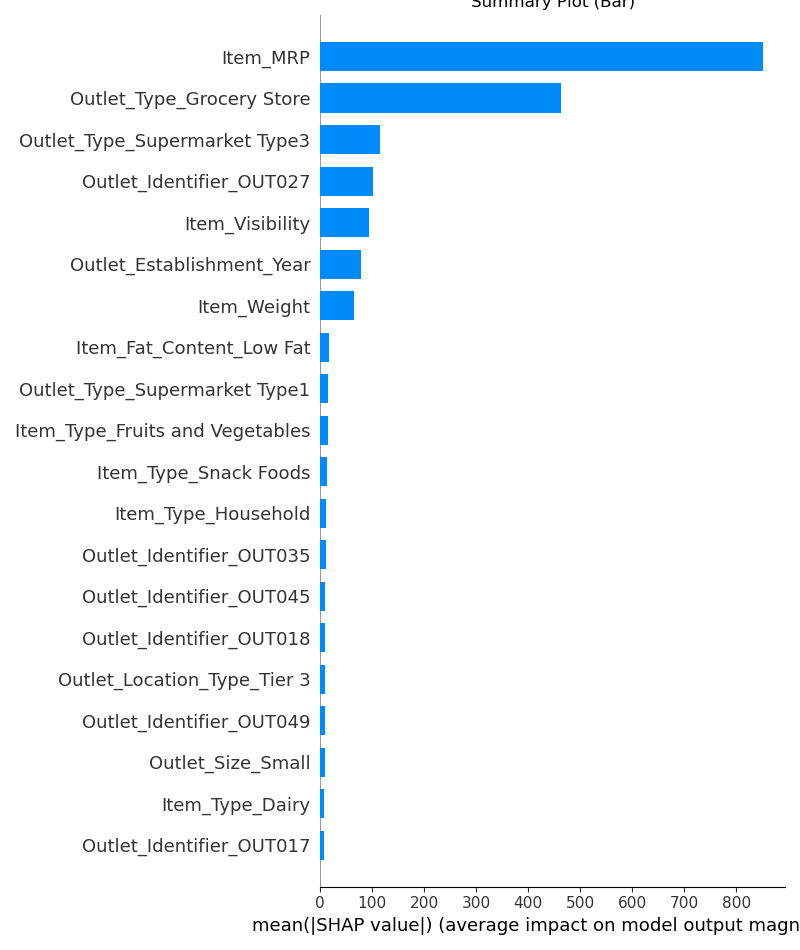 Summary Plot (Bar)
Item_MRP
Outlet_Type_Grocery Store
Outlet_Type_Supermarket Type3
Outlet_Identifier_OUT027
Item_Visibility
Outlet_Establishment_Year
Item_Weight
Item_Fat_Content_Low Fat
Outlet_Type_Supermarket Type1
Item_Type_Fruits and Vegetables
Item_Type_Snack Foods
Item_Type_Household
Outlet_Identifier_OUT035
Outlet_Identifier_OUT045
Outlet_Identifier_OUT018
Outlet_Location_Type_Tier 3
Outlet_Identifier_OUT049
Outlet_Size_Small
Item_Type_Dairy
Outlet_Identifier_OUT017
0 100 200 300 400 500 600 700 800
mean(|SHAP value|) (average impact on model output magn